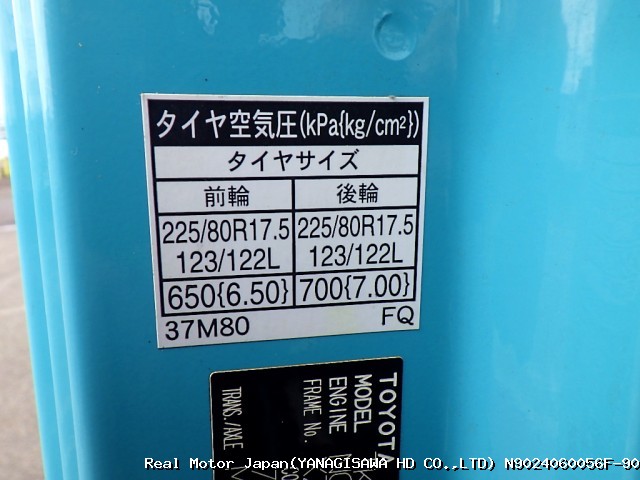 タイヤ空気圧(kPa{kg/cm²})
タイヤサイズ
前輪 後輪
225/80R17.5 225/80R17.5
123/122L 123/122L
650{6.50} 700{7.00}
37M80 FQ
TOYOTA
MODEL
ENGINE
FRAME No.
TRANS./AXLE
Real Motor Japan(YANAGISAWA HD CO.,LTD) N9024060056F-90